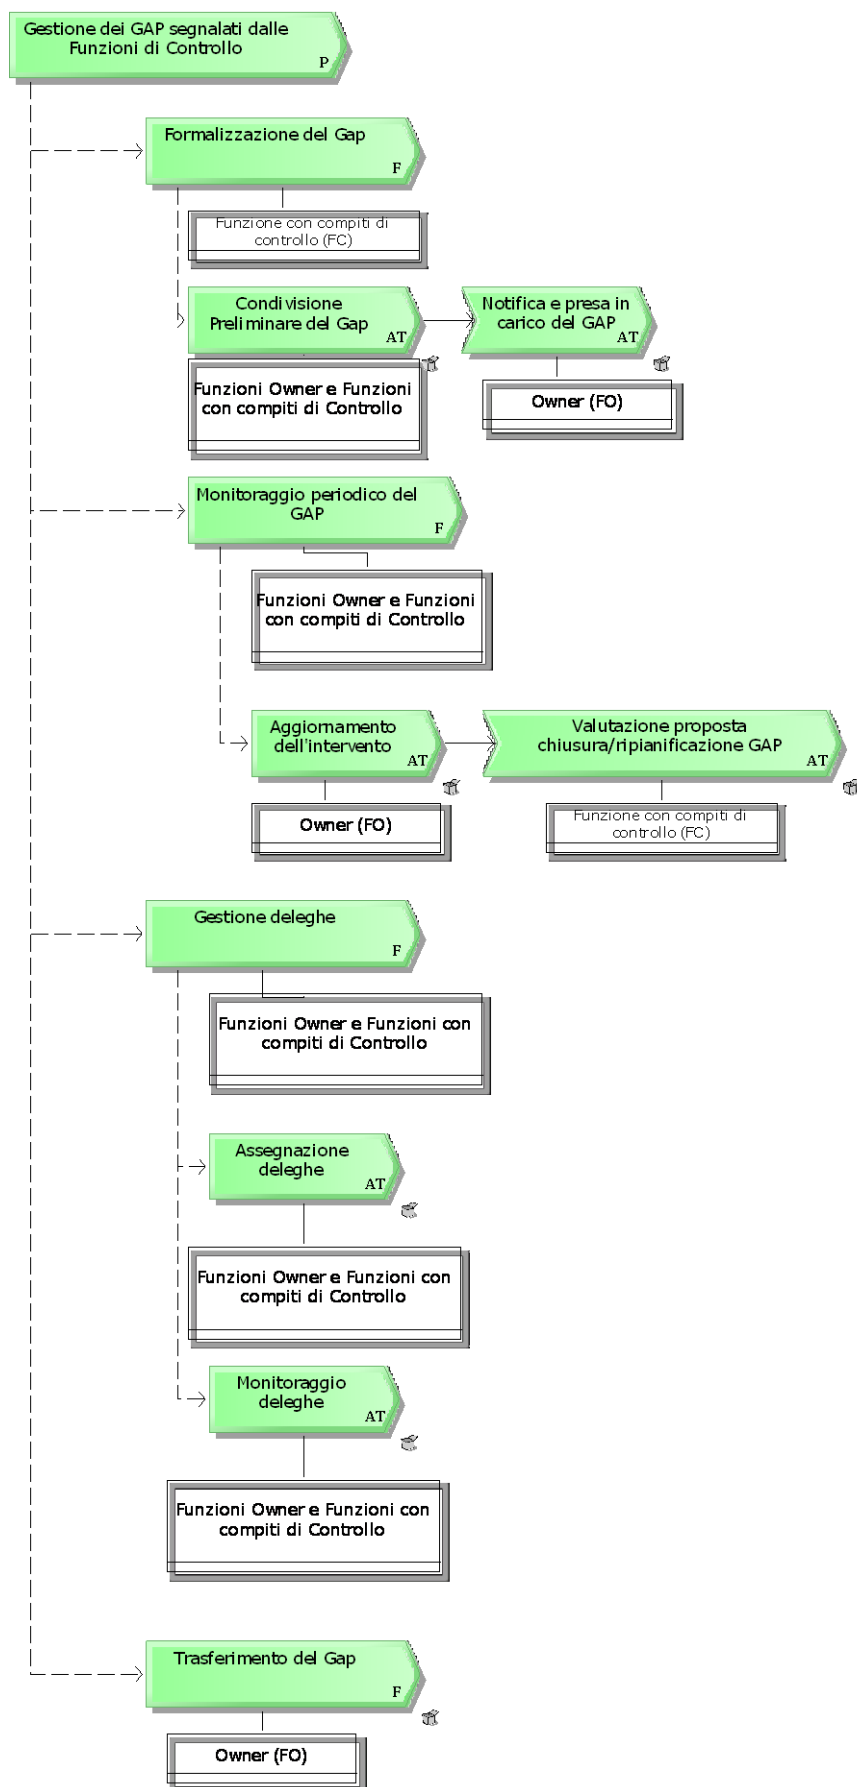 Gestione dei GAP segnalati dalle
Funzioni di Controllo
P
Formalizzazione del Gap
F
Funzione con compiti di
controllo (FC)
Condivisione
Preliminare del Gap
AT
Notifica e presa in
carico del GAP
AT
Funzioni Owner e Funzioni
con compiti di Controllo
Owner (FO)
Monitoraggio periodico del
GAP
F
Funzioni Owner e Funzioni
con compiti di Controllo
Aggiornamento
dell'intervento
AT
Valutazione proposta
chiusura/ripianificazione GAP
AT
Owner (FO)
Funzione con compiti di
controllo (FC)
Gestione deleghe
F
Funzioni Owner e Funzioni con
compiti di Controllo
Assegnazione
deleghe
AT
Funzioni Owner e Funzioni con
compiti di Controllo
Monitoraggio
deleghe
AT
Funzioni Owner e Funzioni con
compiti di Controllo
Trasferimento del Gap
F
Owner (FO)